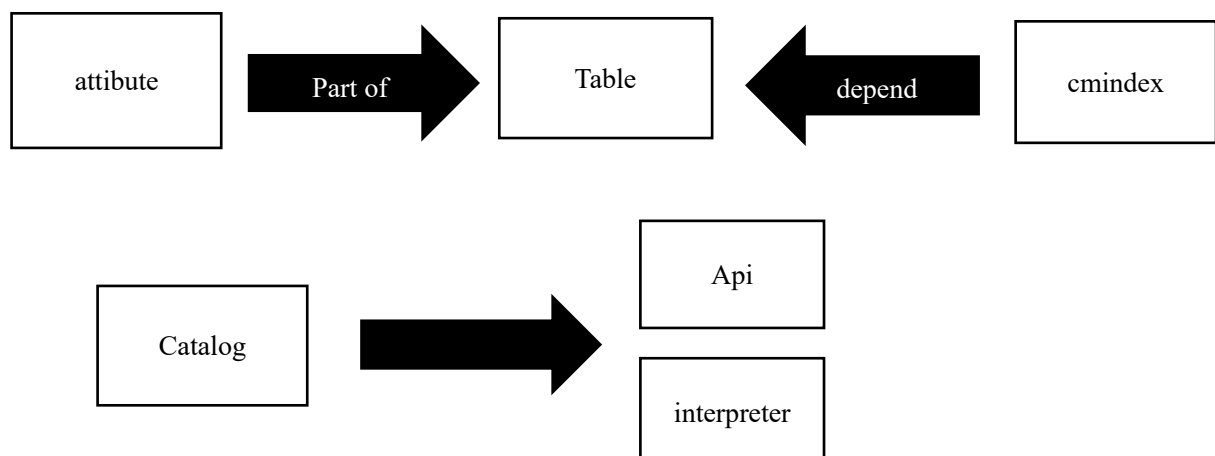 attibute
Part of
Table
depend
cmindex
Api
Catalog
interpreter